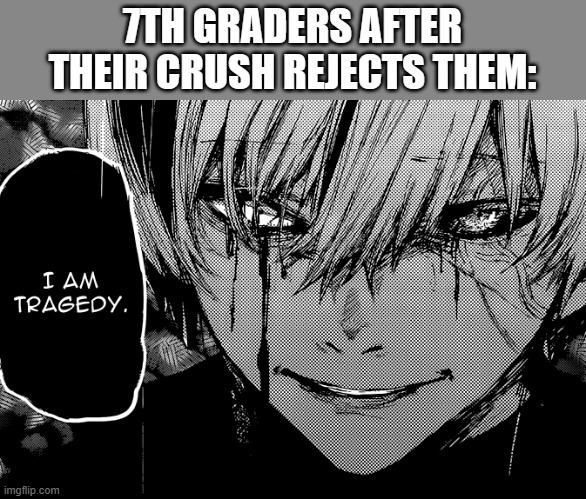 7TH GRADERS AFTER
THEIR CRUSH REJECTS THEM:
I AM
TRAGEDY.
imgflip.com